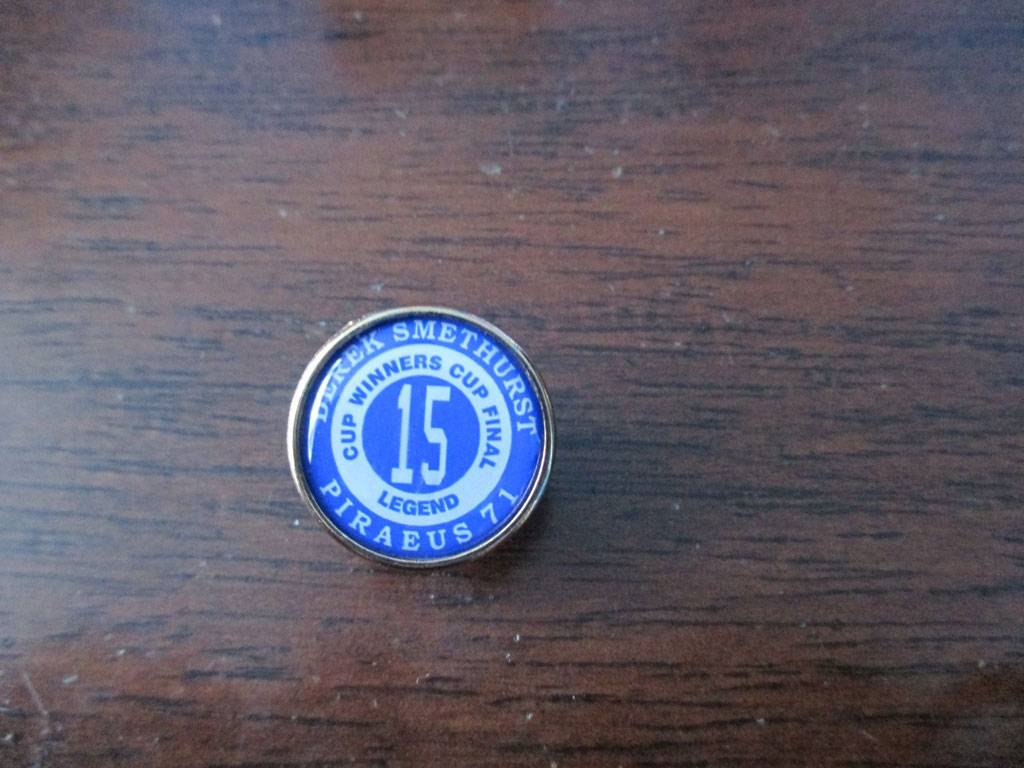 DEREK SMETHURST
CUP WINNERS CUP FINAL
15
LEGEND
PIRAEUS 71